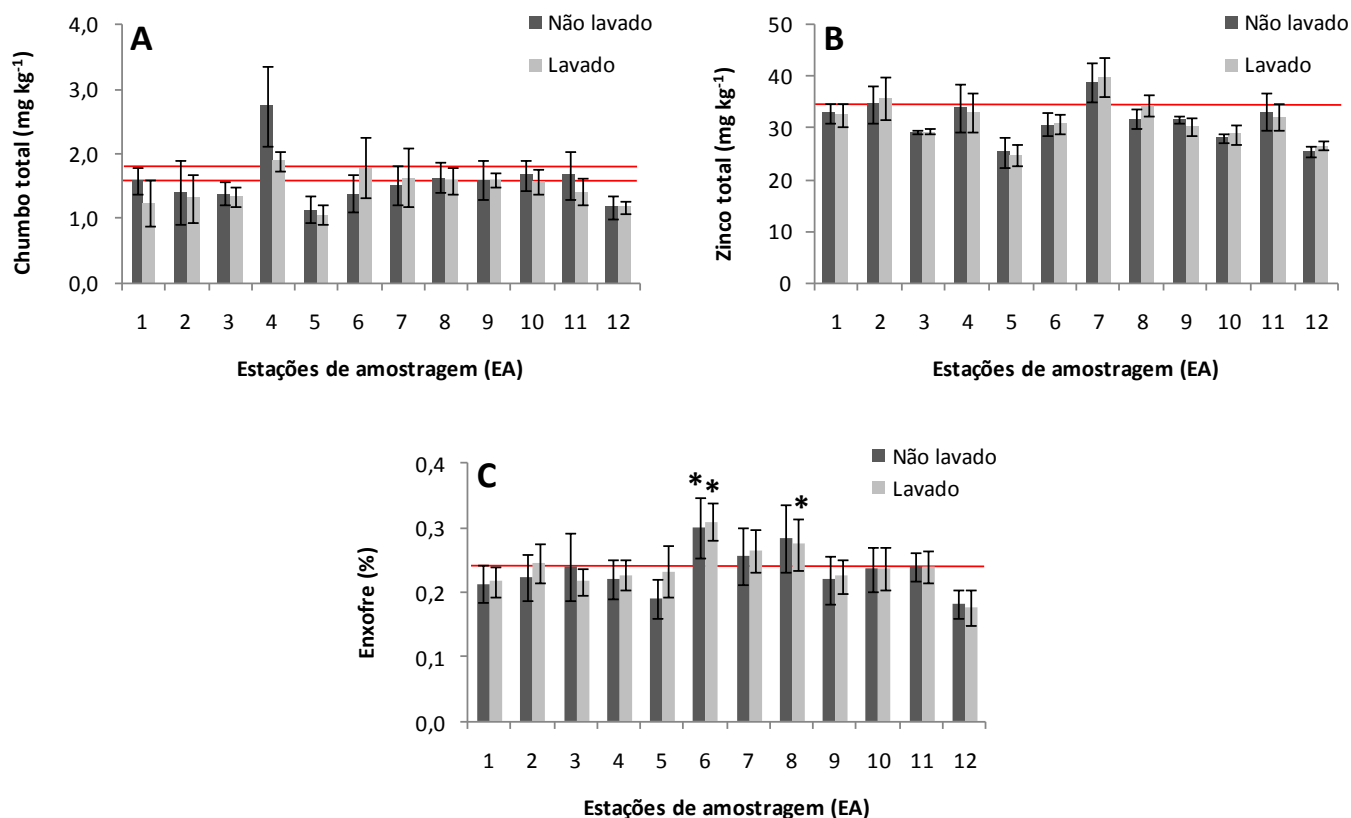 A
Não lavado
Lavado
Chumbo total (mg kg⁻¹)
4,0
3,0
2,0
1,0
0,0
1 2 3 4 5 6 7 8 9 10 11 12
Estações de amostragem (EA)
B
Não lavado
Lavado
Zinco total (mg kg⁻¹)
50
40
30
20
10
0
1 2 3 4 5 6 7 8 9 10 11 12
Estações de amostragem (EA)
C
Não lavado
Lavado
* * *
Enxofre (%)
0,4
0,3
0,2
0,1
0,0
1 2 3 4 5 6 7 8 9 10 11 12
Estações de amostragem (EA)